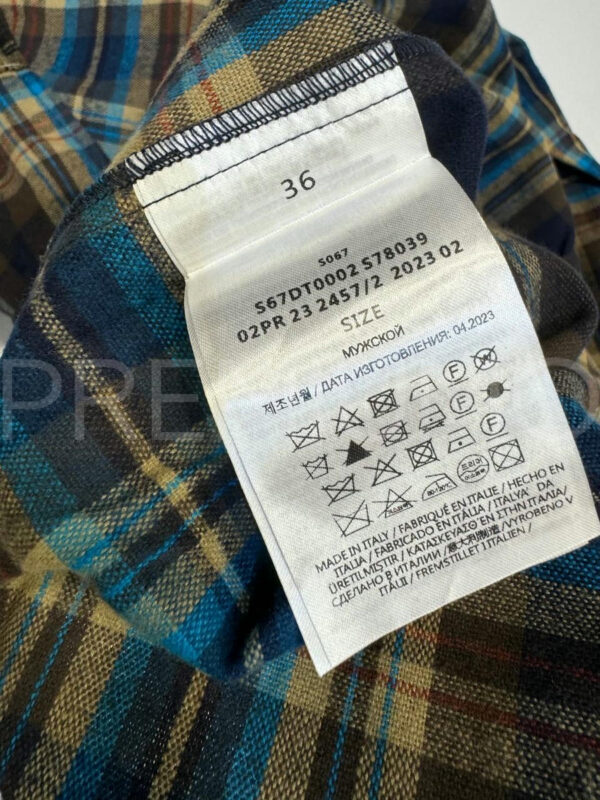 36
S067
S67DT0002 S78039
02PR 23 2457/2 2023 02
SIZE
МУЖСКОЙ
제조년월 / ДАТА ИЗГОТОВЛЕНИЯ: 04.2023
MADE IN ITALY / FABRIQUÉ EN ITALIE / HECHO EN
ITALIA / FABRICADO EN ITÁLIA / ITALYA' DA
ÜRETILMIŞTIR / ΚΑΤΑΣΚΕΥΑΣΘ ΕΝ ΣΤΗΝ ΙΤΑΛΙΑ /
СДЕЛАНО В ИТАЛИИ / 意大利制造 / VYROBENO V
ITÁLII / FREMSTILLET I ITALIEN /